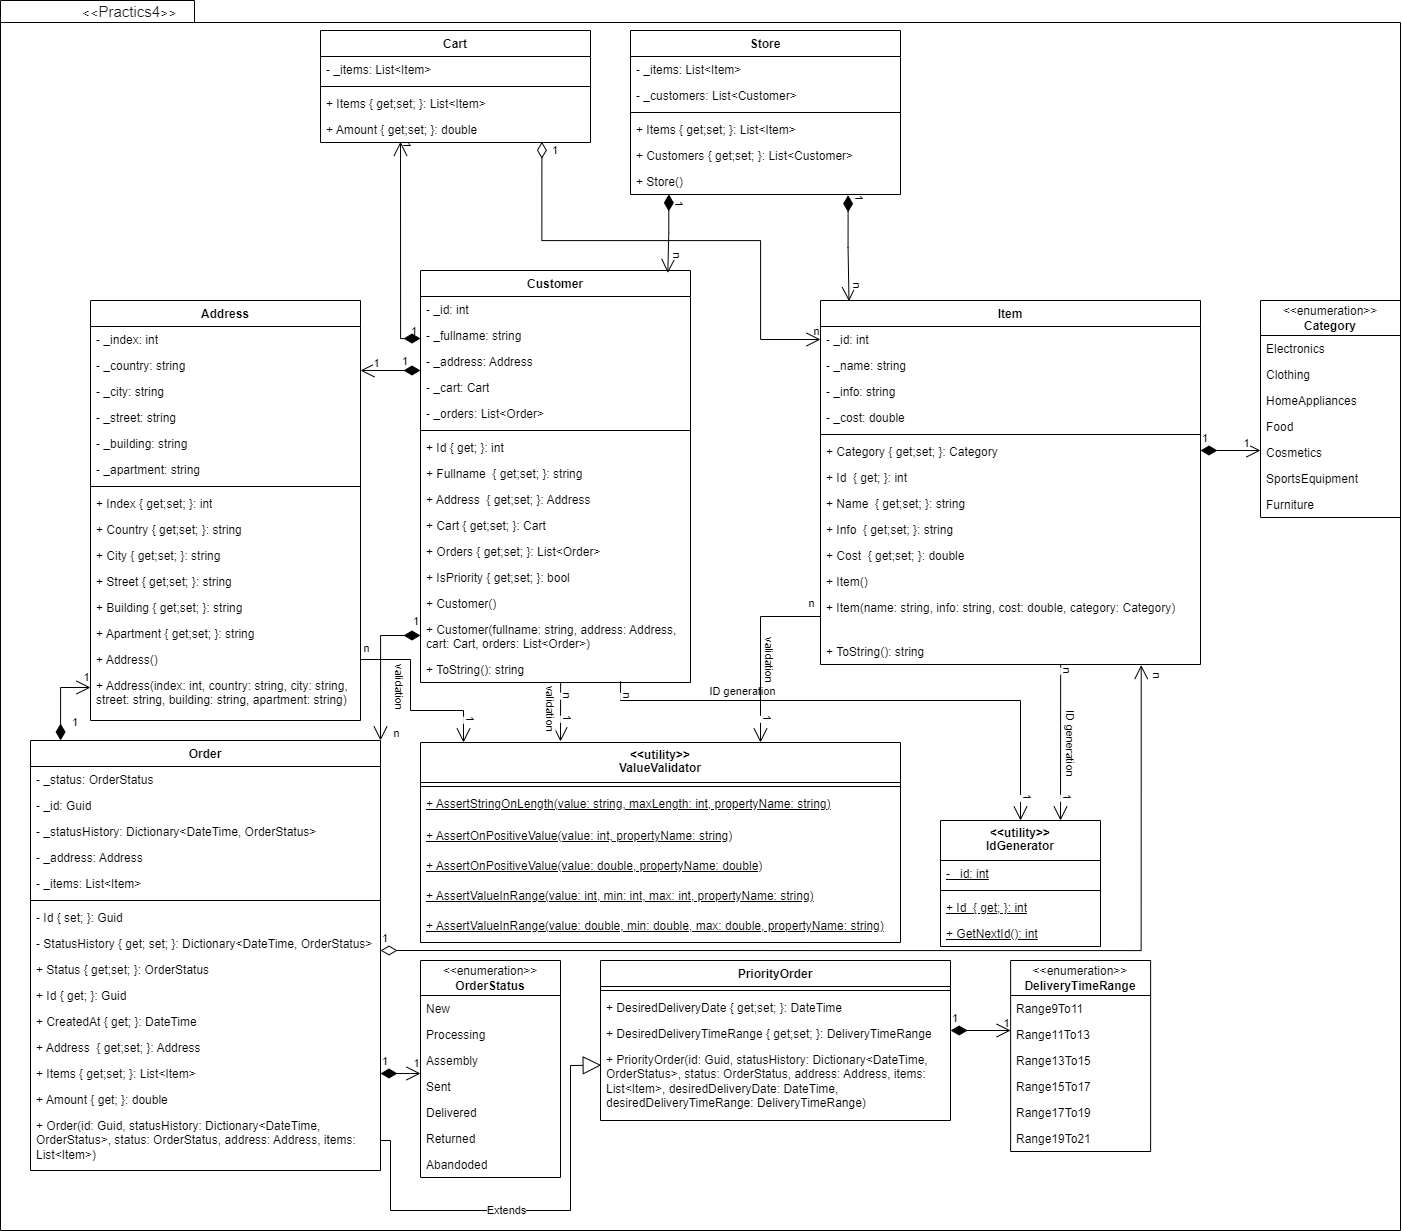 <<Practics4>>
Cart
- _items: List<Item>
+ Items { get;set; }: List<Item>
+ Amount { get;set; }: double
1
1
Store
- _items: List<Item>
- _customers: List<Customer>
+ Items { get;set; }: List<Item>
+ Customers { get;set; }: List<Customer>
+ Store()
1
1
n
n
n
Address
- _index: int
- _country: string
- _city: string
- _street: string
- _building: string
- _apartment: string
+ Index { get;set; }: int
+ Country { get;set; }: string
+ City { get;set; }: string
+ Street { get;set; }: string
+ Building { get;set; }: string
+ Apartment { get;set; }: string
+ Address()
+ Address(index: int, country: string, city: string,
street: string, building: string, apartment: string)
1
1
n
validation
1
Customer
- _id: int
- _fullname: string
- _address: Address
- _cart: Cart
- _orders: List<Order>
+ Id { get; }: int
+ Fullname  { get;set; }: string
+ Address  { get;set; }: Address
+ Cart { get;set; }: Cart
+ Orders { get;set; }: List<Order>
+ IsPriority { get;set; }: bool
+ Customer()
+ Customer(fullname: string, address: Address,
cart: Cart, orders: List<Order>)
+ ToString(): string
1
1
1
1
n
validation
n
1
n
ID generation
1
Item
- _id: int
- _name: string
- _info: string
- _cost: double
+ Category { get;set; }: Category
+ Id  { get; }: int
+ Name  { get;set; }: string
+ Info  { get;set; }: string
+ Cost  { get;set; }: double
+ Item()
+ Item(name: string, info: string, cost: double, category: Category)
+ ToString(): string
n
validation
1
n
ID generation
1
n
1
1
<<enumeration>>
Category
Electronics
Clothing
HomeAppliances
Food
Cosmetics
SportsEquipment
Furniture
Order
- _status: OrderStatus
- _id: Guid
- _statusHistory: Dictionary<DateTime, OrderStatus>
- _address: Address
- _items: List<Item>
- Id { set; }: Guid
- StatusHistory { get; set; }: Dictionary<DateTime, OrderStatus>
+ Status { get;set; }: OrderStatus
+ Id { get; }: Guid
+ CreatedAt { get; }: DateTime
+ Address  { get;set; }: Address
+ Items { get;set; }: List<Item>
+ Amount { get; }: double
+ Order(id: Guid, statusHistory: Dictionary<DateTime,
OrderStatus>, status: OrderStatus, address: Address, items:
List<Item>)
1
1
1
Extends
<<utility>>
ValueValidator
+ AssertStringOnLength(value: string, maxLength: int, propertyName: string)
+ AssertOnPositiveValue(value: int, propertyName: string)
+ AssertOnPositiveValue(value: double, propertyName: double)
+ AssertValueInRange(value: int, min: int, max: int, propertyName: string)
+ AssertValueInRange(value: double, min: double, max: double, propertyName: string)
<<utility>>
IdGenerator
- _id: int
+ Id  { get; }: int
+ GetNextId(): int
<<enumeration>>
OrderStatus
New
Processing
Assembly
Sent
Delivered
Returned
Abandoded
PriorityOrder
+ DesiredDeliveryDate { get;set; }: DateTime
+ DesiredDeliveryTimeRange { get;set; }: DeliveryTimeRange
+ PriorityOrder(id: Guid, statusHistory: Dictionary<DateTime,
OrderStatus>, status: OrderStatus, address: Address, items:
List<Item>, desiredDeliveryDate: DateTime,
desiredDeliveryTimeRange: DeliveryTimeRange)
1
1
<<enumeration>>
DeliveryTimeRange
Range9To11
Range11To13
Range13To15
Range15To17
Range17To19
Range19To21